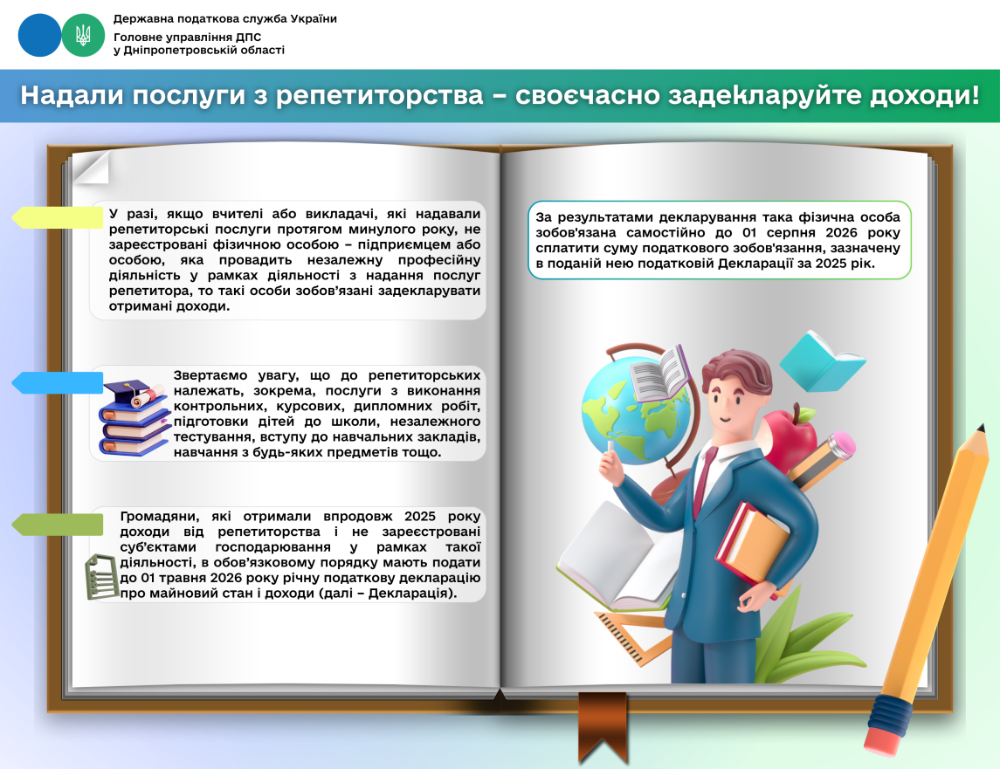 Державна податкова служба України
Головне управління ДПС
у Дніпропетровській області
Надали послуги з репетиторства – своєчасно задекларуйте доходи!
У разі, якщо вчителі або викладачі, які надавали
репетиторські послуги протягом минулого року, не
зареєстровані фізичною особою – підприємцем або
особою, яка провадить незалежну професійну
діяльність у рамках діяльності з надання послуг
репетитора, то такі особи зобов’язані задекларувати
отримані доходи.
Звертаємо увагу, що до репетиторських
належать, зокрема, послуги з виконання
контрольних, курсових, дипломних робіт,
підготовки дітей до школи, незалежного
тестування, вступу до навчальних закладів,
навчання з будь-яких предметів тощо.
Громадяни, які отримали впродовж 2025 року
доходи від репетиторства і не зареєстровані
суб’єктами господарювання у рамках такої
діяльності, в обов’язковому порядку мають подати
до 01 травня 2026 року річну податкову декларацію
про майновий стан і доходи (далі – Декларація).
За результатами декларування така фізична особа
зобов'язана самостійно до 01 серпня 2026 року
сплатити суму податкового зобов'язання, зазначену
в поданій нею податковій Декларації за 2025 рік.